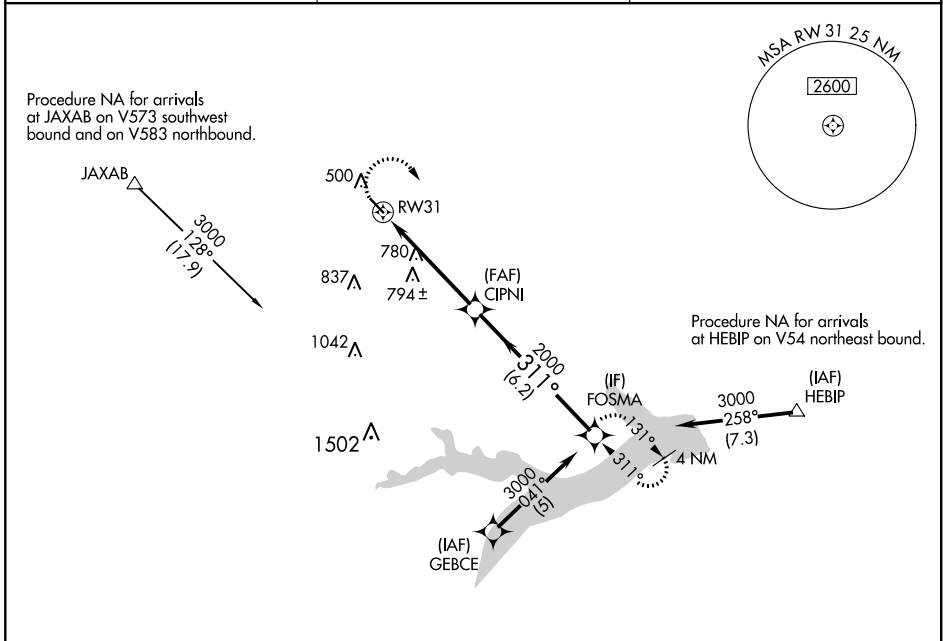 MSA RW 31 25 NM
2600
Procedure NA for arrivals
at JAXAB on V573 southwest
bound and on V583 northbound.
JAXAB
3000
128°
(17.9)
500
RW31
780
794±
837
(FAF)
CIPNI
1042
2000
311°
(6.2)
Procedure NA for arrivals
at HEBIP on V54 northeast bound.
(IF)
FOSMA
(IAF)
HEBIP
3000
258°
(7.3)
131°
311°
4 NM
1502
3000
041°
(5)
(IAF)
GEBCE